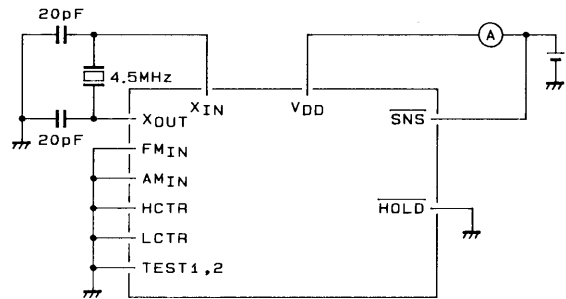 20pF
A
4.5MHz
XIN
VDD
XOUT
SNS
20pF
FMIN
AMIN
HCTR
HOLD
LCTR
TEST1,2